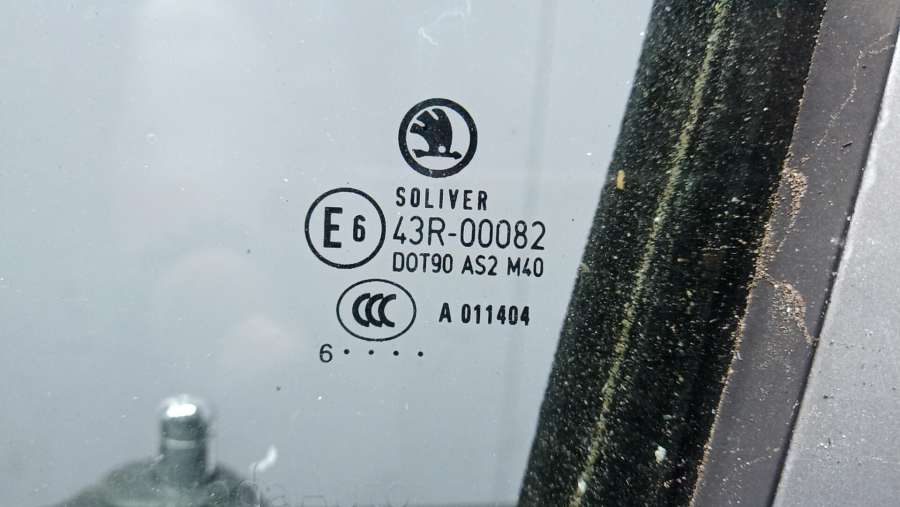 SOLIVER
E6 43R-00082
DOT90 AS2 M40
CCC A 011404
6 · · · ·